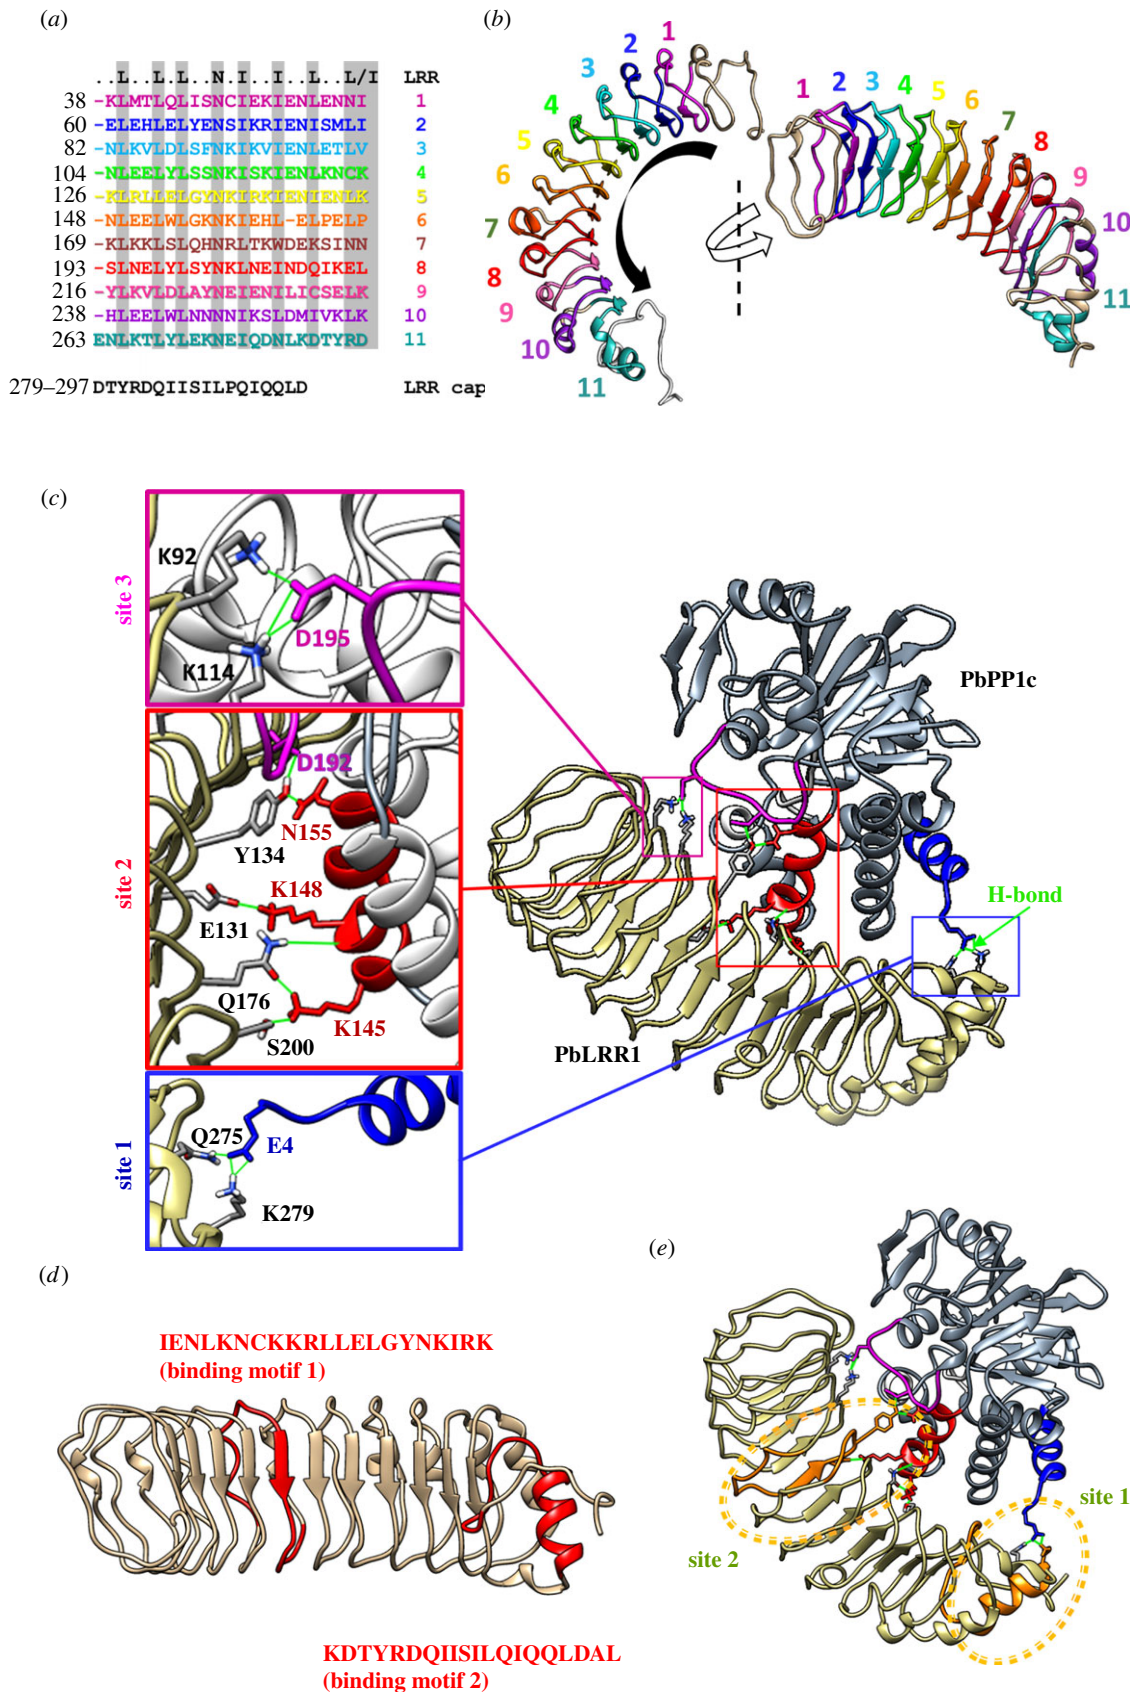 (a)
..L..L.L..N.I..I..L..L/I LRR
38 -KLMTLQLISNCIEKIENLENNI 1
60 -ELEHLELYENSIKRIENISMLI 2
82 -NLKVLDLSFNKIKVIENLETLV 3
104 -NLEELYLSSNKISKIENLKNCK 4
126 -KLRLLELGYNKIRKIENIENLK 5
148 -NLEELWLGKNKIEHL-ELPELP 6
169 -KLKKLSLQHNRLTKWDEKSINN 7
193 -SLNELYLSYNKLNEINDQIKEL 8
216 -YLKVLDLAYNEIENILICSELK 9
238 -HLEELWLNNNNIKSLDMIVKLK 10
263 ENLKTLYLEKNEIQDNLKDTYRD 11
279–297 DTYRDQIISILPQIQQLD LRR cap
(b)
1
2
3
4
5
6
7
8
9
10
11
1
2
3
4
5
6
7
8
9
10
11
(c)
site 3
K92
D195
K114
site 2
D192
N155
Y134
K148
E131
Q176
K145
S200
site 1
Q275
E4
K279
PbPP1c
H-bond
PbLRR1
(d)
IENLKNCKKRLLELGYNKIRK
(binding motif 1)
KDTYRDQIISILQIQQLDAL
(binding motif 2)
(e)
site 1
site 2